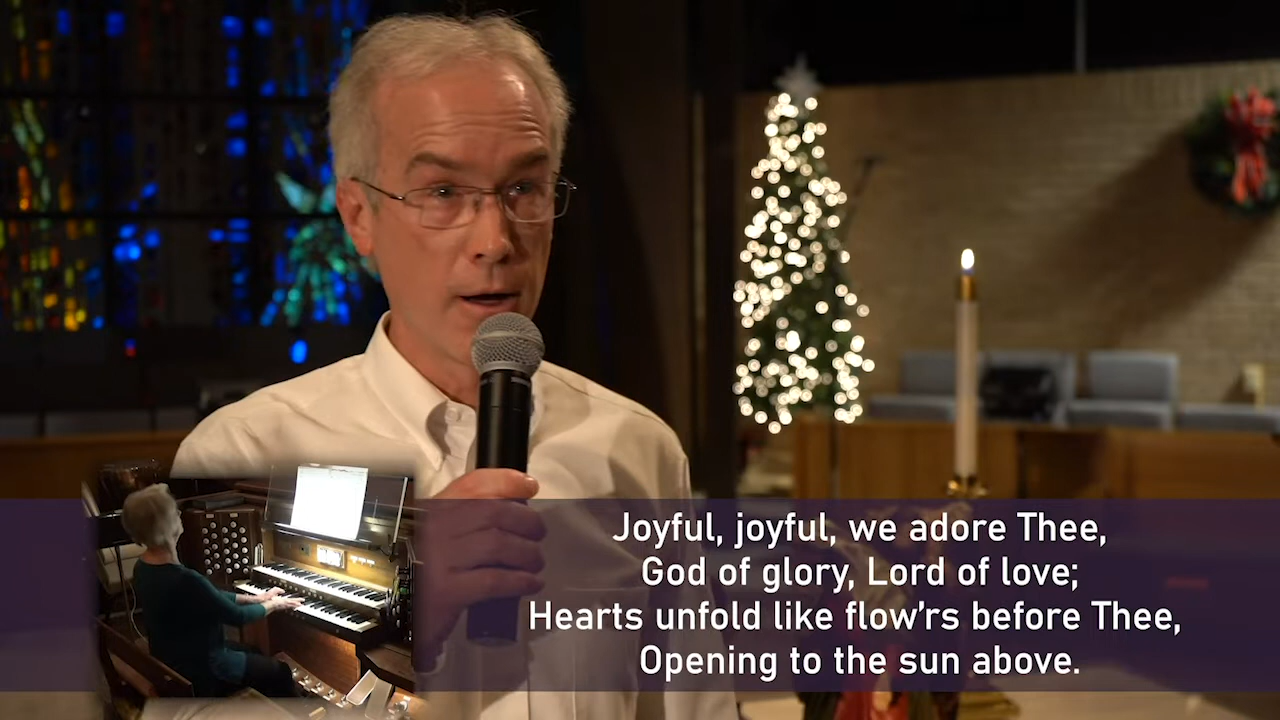 Joyful, joyful, we adore Thee,
God of glory, Lord of love;
Hearts unfold like flow'rs before Thee,
Opening to the sun above.